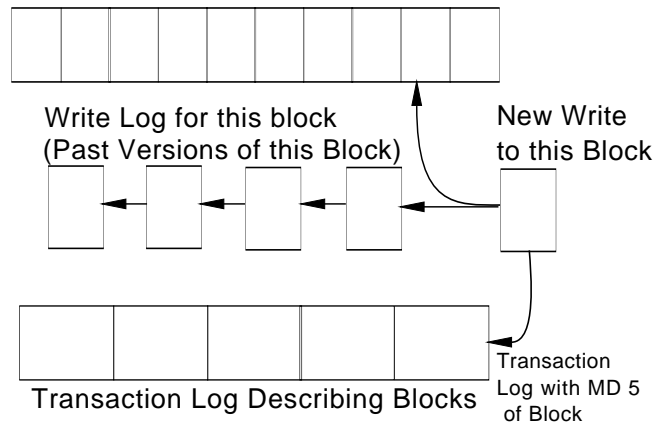 Write Log for this block
(Past Versions of this Block)
New Write
to this Block
Transaction Log Describing Blocks
Transaction
Log with MD 5
of Block